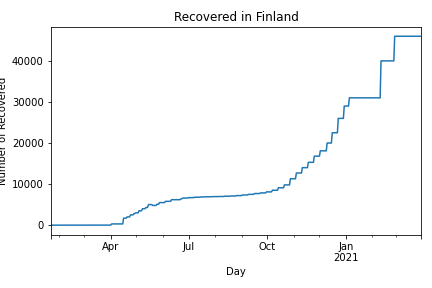 Recovered in Finland
Number of Recovered
40000
30000
20000
10000
0
Apr
Jul
Oct
Jan
2021
Day